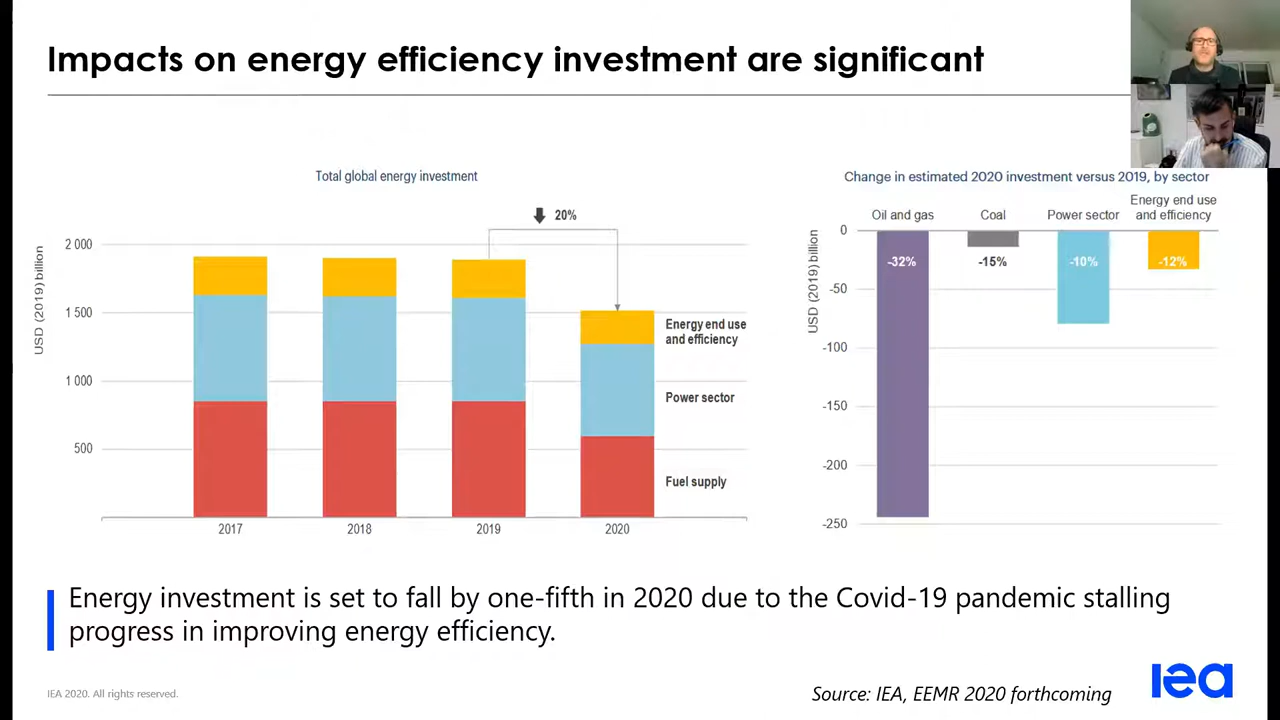 Impacts on energy efficiency investment are significant
Total global energy investment
20%
USD (2019) billion
2 000
1 500
1 000
500
2017
2018
2019
2020
Energy end use
and efficiency
Power sector
Fuel supply
Change in estimated 2020 investment versus 2019, by sector
Oil and gas
Coal
Power sector
Energy end use
and efficiency
USD (2019) billion
0
-50
-100
-150
-200
-250
-32%
-15%
-10%
-12%
Energy investment is set to fall by one-fifth in 2020 due to the Covid-19 pandemic stalling
progress in improving energy efficiency.
IEA 2020. All rights reserved.
Source: IEA, EEMR 2020 forthcoming
iea